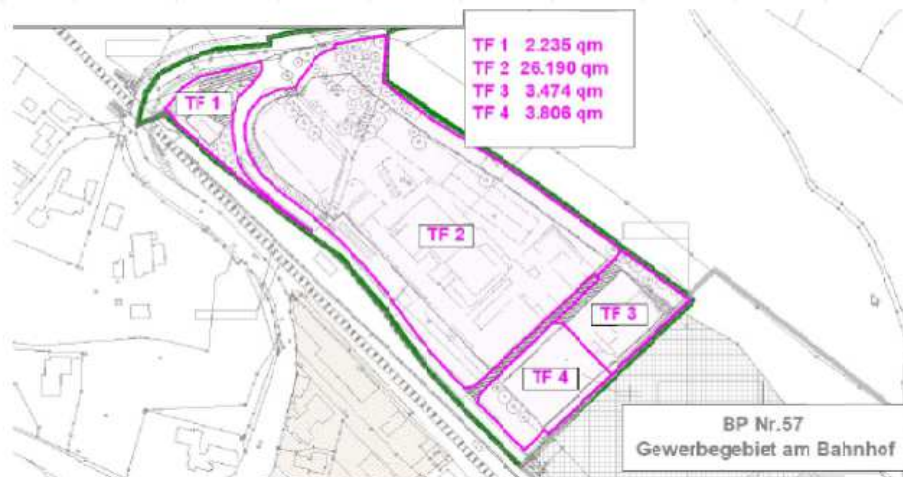 TF 1 2.235 qm
TF 2 26.190 qm
TF 3 3.474 qm
TF 4 3.806 qm
TF 1
TF 2
TF 3
TF 4
BP Nr.57
Gewerbegebiet am Bahnhof